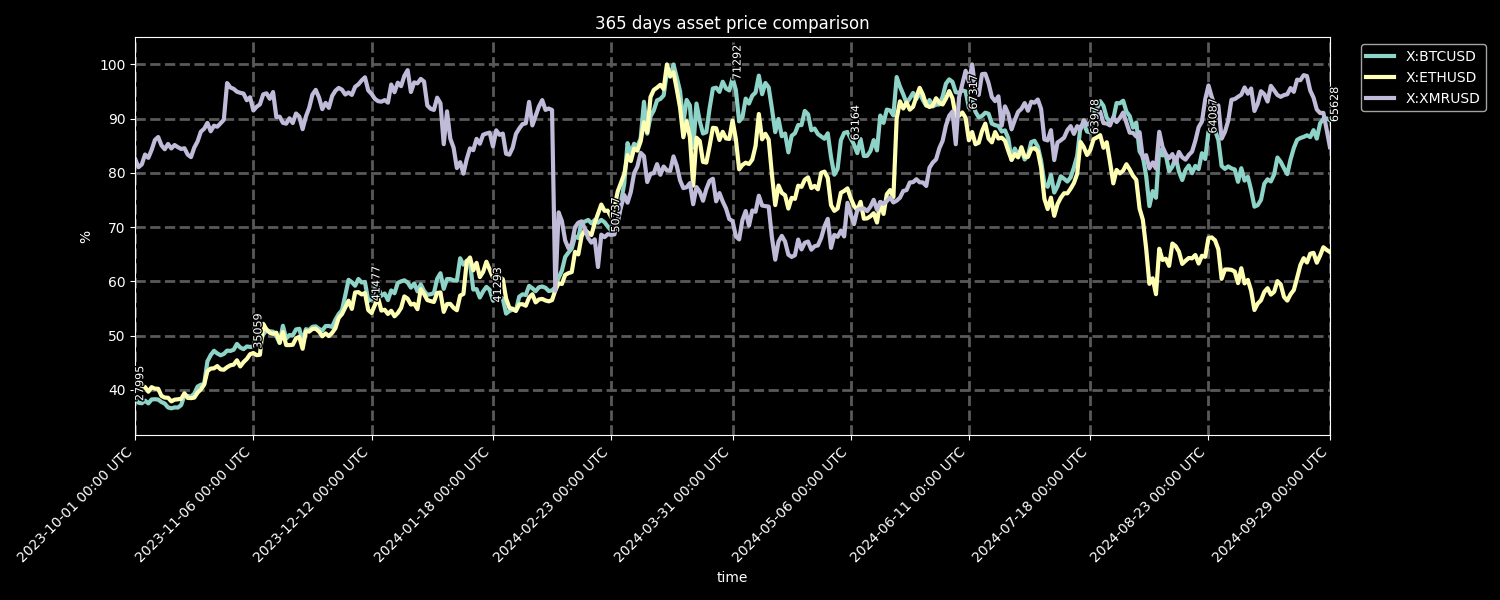 365 days asset price comparison
X:BTCUSD
X:ETHUSD
X:XMRUSD
100
90
80
70
60
50
40
%
27995
35059
41477
41293
50737
71292
63164
67317
63978
64087
65628
2023-10-01 00:00 UTC
2023-11-06 00:00 UTC
2023-12-12 00:00 UTC
2024-01-18 00:00 UTC
2024-02-23 00:00 UTC
2024-03-31 00:00 UTC
2024-05-06 00:00 UTC
2024-06-11 00:00 UTC
2024-07-18 00:00 UTC
2024-08-23 00:00 UTC
2024-09-29 00:00 UTC
time